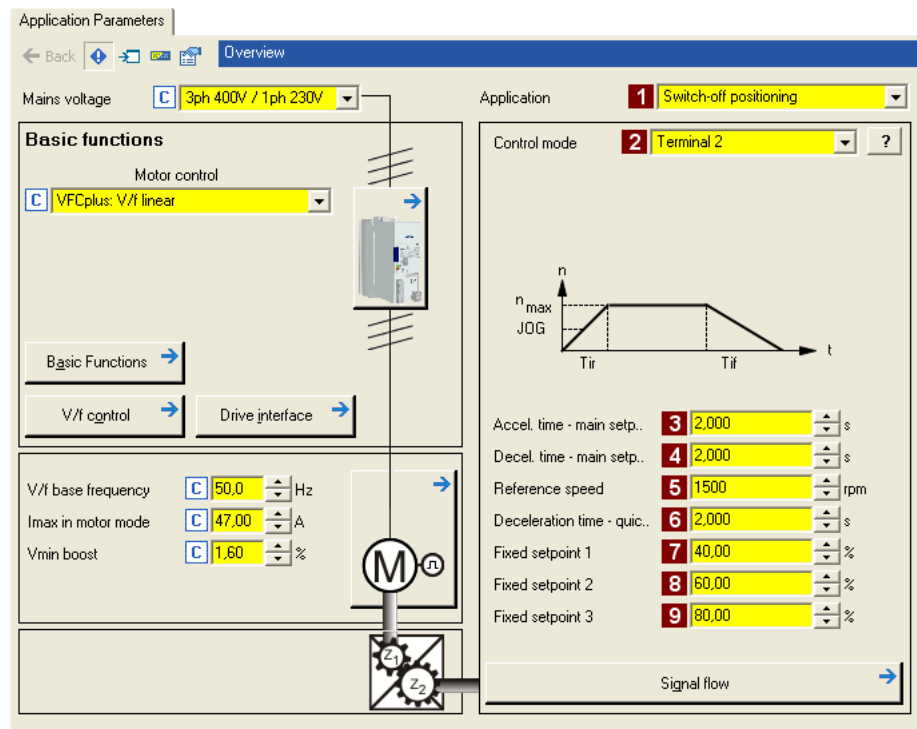 Application Parameters
Back
Overview
Mains voltage C 3ph 400V / 1ph 230V
Application 1 Switch-off positioning
Basic functions
Motor control
C VFCplus: V/f linear
Control mode 2 Terminal 2 ?
n
n max
JOG
Tir Tif t
Basic Functions
V/f control Drive interface
V/f base frequency C 50,0 Hz
Imax in motor mode C 47,00 A
Vmin boost C 1,60 %
M
Z1
Z2
Accel. time - main setp.. 3 2,000 s
Decel. time - main setp.. 4 2,000 s
Reference speed 5 1500 rpm
Deceleration time - quic.. 6 2,000 s
Fixed setpoint 1 7 40,00 %
Fixed setpoint 2 8 60,00 %
Fixed setpoint 3 9 80,00 %
Signal flow